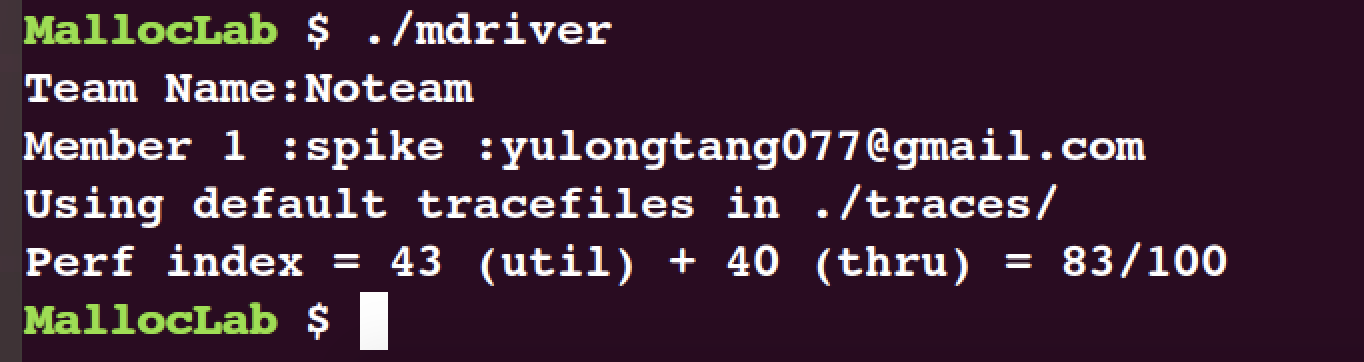 MallocLab $ ./mdriver
Team Name:Noteam
Member 1 :spike :yulongtang077@gmail.com
Using default tracefiles in ./traces/
Perf index = 43 (util) + 40 (thru) = 83/100
MallocLab $